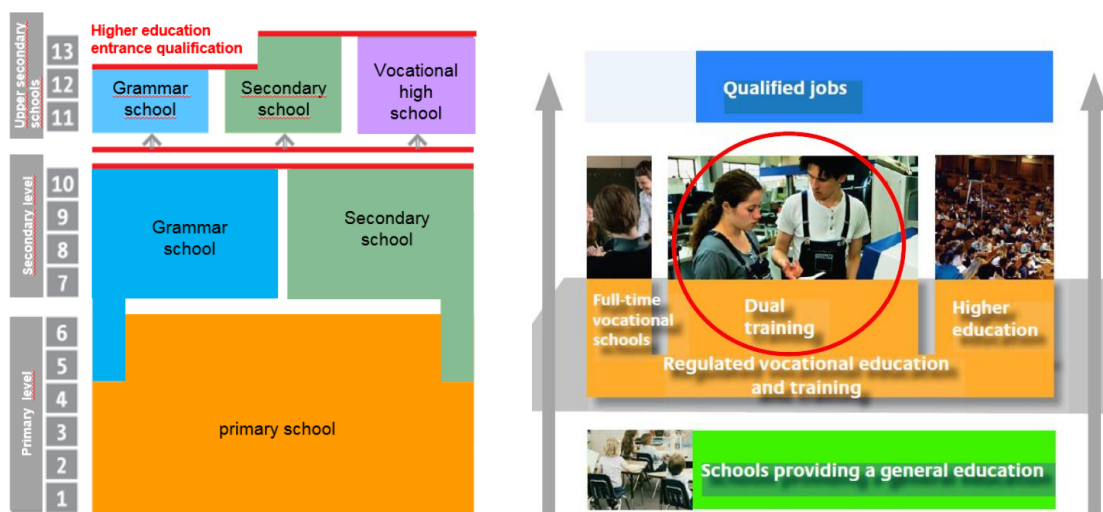 Higher education
entrance qualification
Upper secondary
schools
13
12
11
Grammar
school
Secondary
school
Vocational
high
school
Secondary level
10
9
8
7
Grammar
school
Secondary
school
Primary level
6
5
4
3
2
1
primary school
Qualified jobs
Full-time
vocational
schools
Dual
training
Higher
education
Regulated vocational education
and training
Schools providing a general education